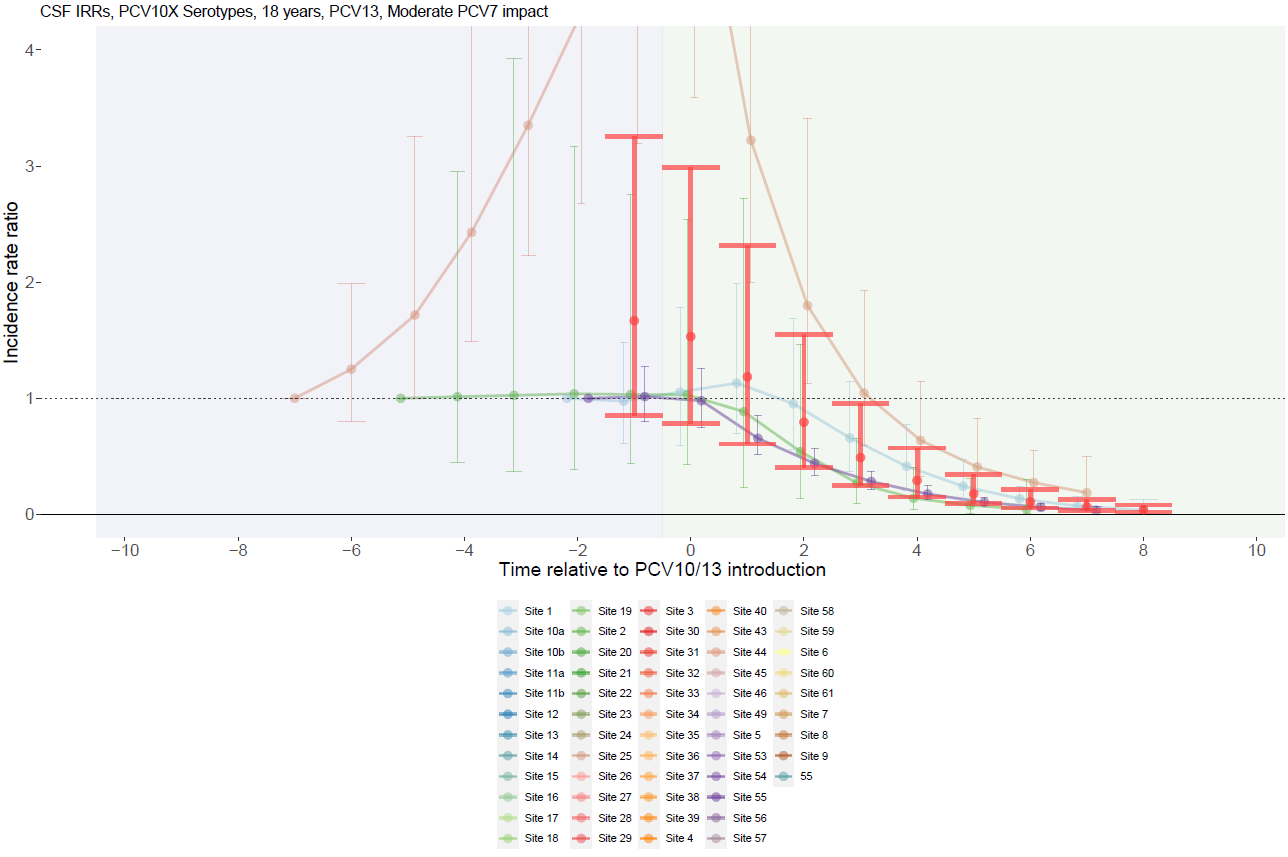 CSF IRRs, PCV10X Serotypes, 18 years, PCV13, Moderate PCV7 impact
4
3
2
1
0
Incidence rate ratio
−10 −8 −6 −4 −2 0 2 4 6 8 10
Time relative to PCV10/13 introduction
Site 1 Site 19 Site 3 Site 40 Site 58
Site 10a Site 2 Site 30 Site 43 Site 59
Site 10b Site 20 Site 31 Site 44 Site 6
Site 11a Site 21 Site 32 Site 45 Site 60
Site 11b Site 22 Site 33 Site 46 Site 61
Site 12 Site 23 Site 34 Site 49 Site 7
Site 13 Site 24 Site 35 Site 5 Site 8
Site 14 Site 25 Site 36 Site 53 Site 9
Site 15 Site 26 Site 37 Site 54 55
Site 16 Site 27 Site 38 Site 55
Site 17 Site 28 Site 39 Site 56
Site 18 Site 29 Site 4 Site 57